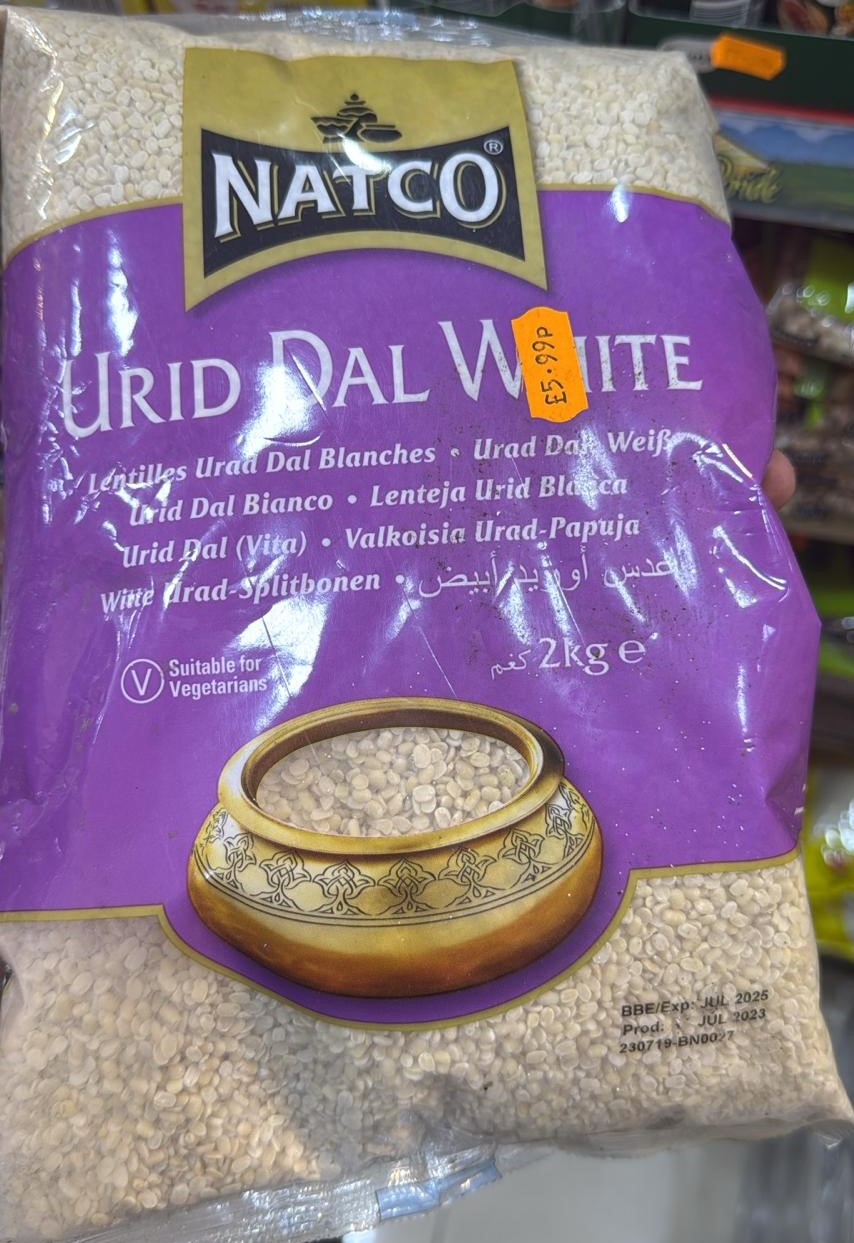 NATCO®
URID DAL WHITE
£5.99P
Lentilles Urad Dal Blanches • Urad Dal Weiß
Urid Dal Bianco • Lenteja Urid Blanca
Urid Dal (Vita) • Valkoisia Urad-Papuja
Witte Urad-Splitbonen • عدس أوريد أبيض
V Suitable for
Vegetarians
2kg e كغم
BBE/Exp: JUL 2025
Prod: JUL 2023
230719-BN0027
Pride